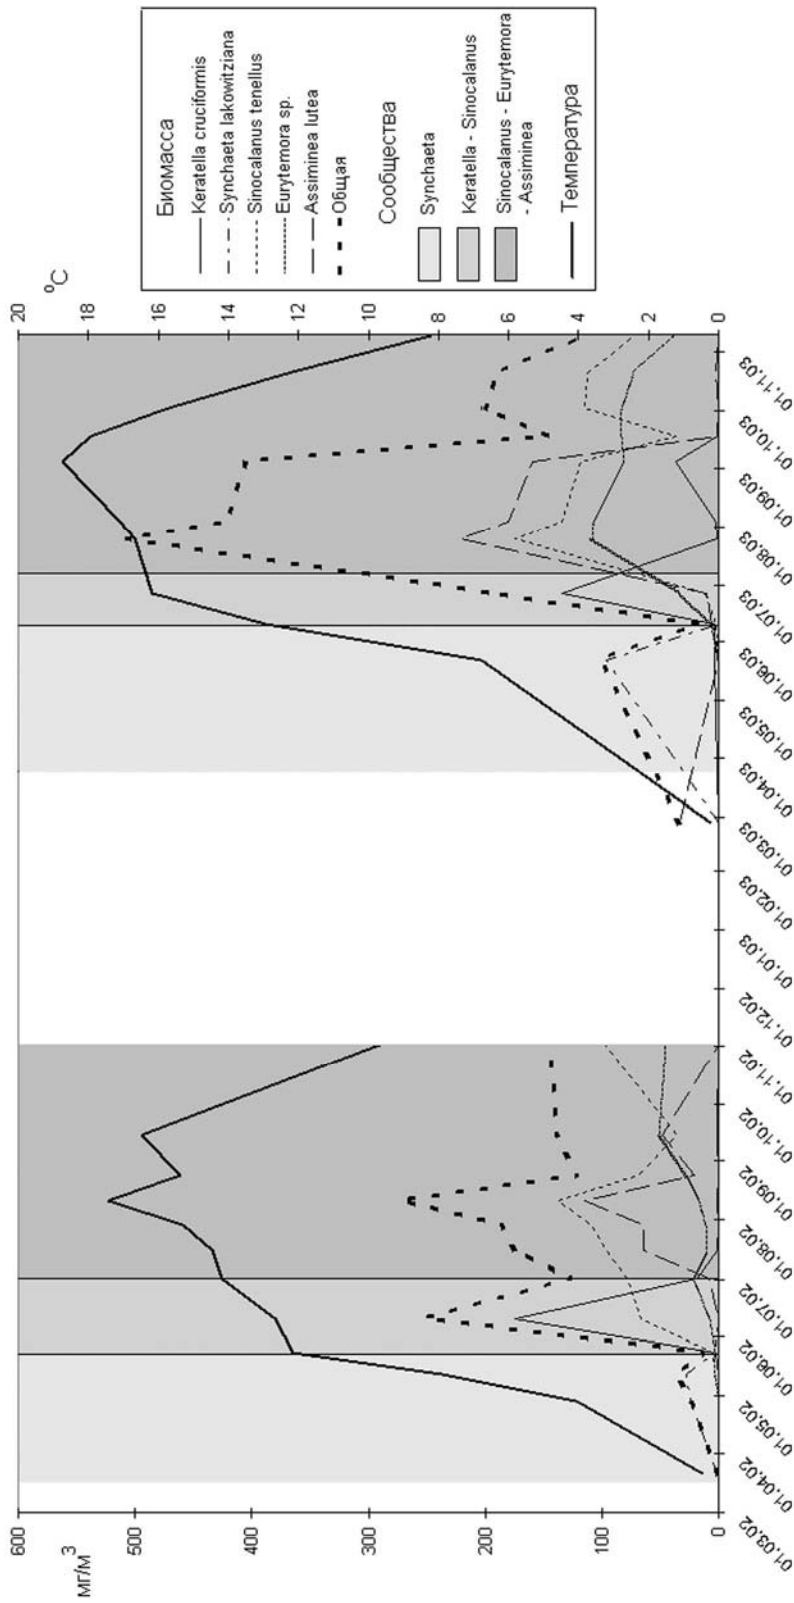 мг/м³
600
500
400
300
200
100
0
01.03.02
01.04.02
01.05.02
01.06.02
01.07.02
01.08.02
01.09.02
01.10.02
01.11.02
01.12.02
01.01.03
01.02.03
01.03.03
01.04.03
01.05.03
01.06.03
01.07.03
01.08.03
01.09.03
01.10.03
01.11.03
°C
20
18
16
14
12
10
8
6
4
2
0
Биомасса
Keratella cruciformis
Synchaeta lakowitziana
Sinocalanus tenellus
Eurytemora sp.
Assiminea lutea
Общая
Сообщества
Synchaeta
Keratella - Sinocalanus
Sinocalanus - Eurytemora
- Assiminea
Температура